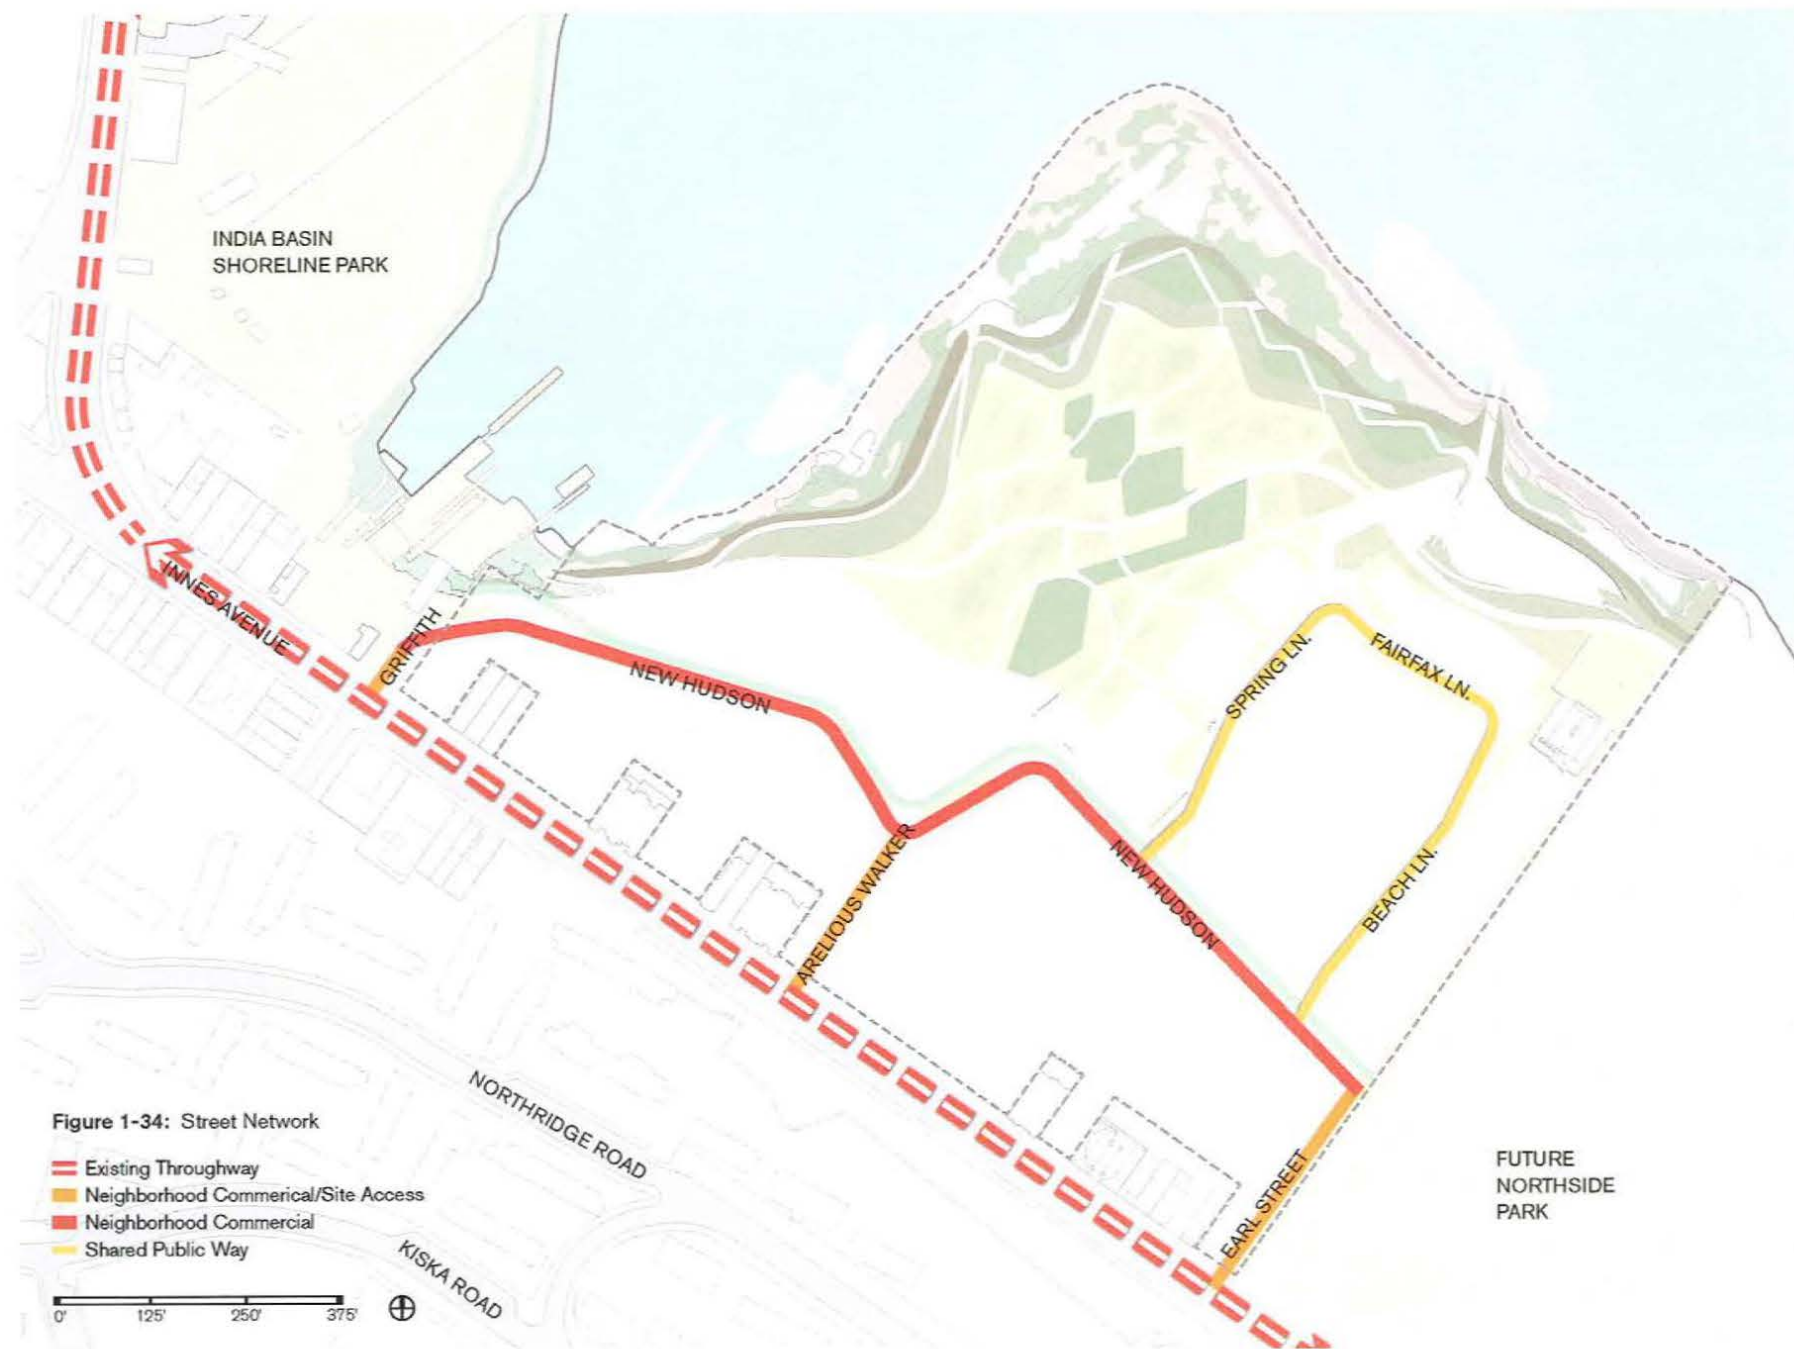 INDIA BASIN
SHORELINE PARK
INNES AVENUE
GRIFFITH
NEW HUDSON
SPRING LN.
FAIRFAX LN.
ARELIOUS WALKER
NEW HUDSON
BEACH LN.
NORTHRIDGE ROAD
EARL STREET
FUTURE
NORTHSIDE
PARK
KISKA ROAD
Figure 1-34: Street Network
Existing Throughway
Neighborhood Commerical/Site Access
Neighborhood Commercial
Shared Public Way
0' 125' 250' 375'